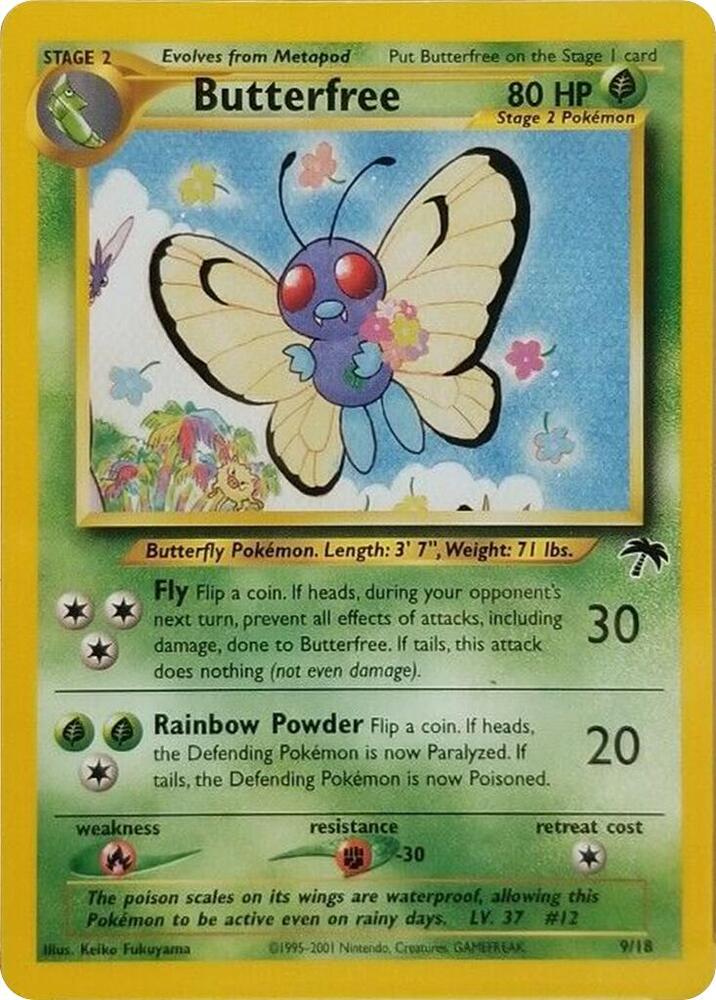 STAGE 2 Evolves from Metapod Put Butterfree on the Stage 1 card
Butterfree 80 HP
Stage 2 Pokémon
Butterfly Pokémon. Length: 3' 7", Weight: 71 lbs.
Fly Flip a coin. If heads, during your opponent's
next turn, prevent all effects of attacks, including
damage, done to Butterfree. If tails, this attack
does nothing (not even damage).
30
Rainbow Powder Flip a coin. If heads,
the Defending Pokémon is now Paralyzed. If
tails, the Defending Pokémon is now Poisoned.
20
weakness resistance retreat cost
-30
The poison scales on its wings are waterproof, allowing this
Pokémon to be active even on rainy days. LV. 37 #12
Illus. Keiko Fukuyama ©1995-2001 Nintendo, Creatures, GAMEFREAK. 9/18